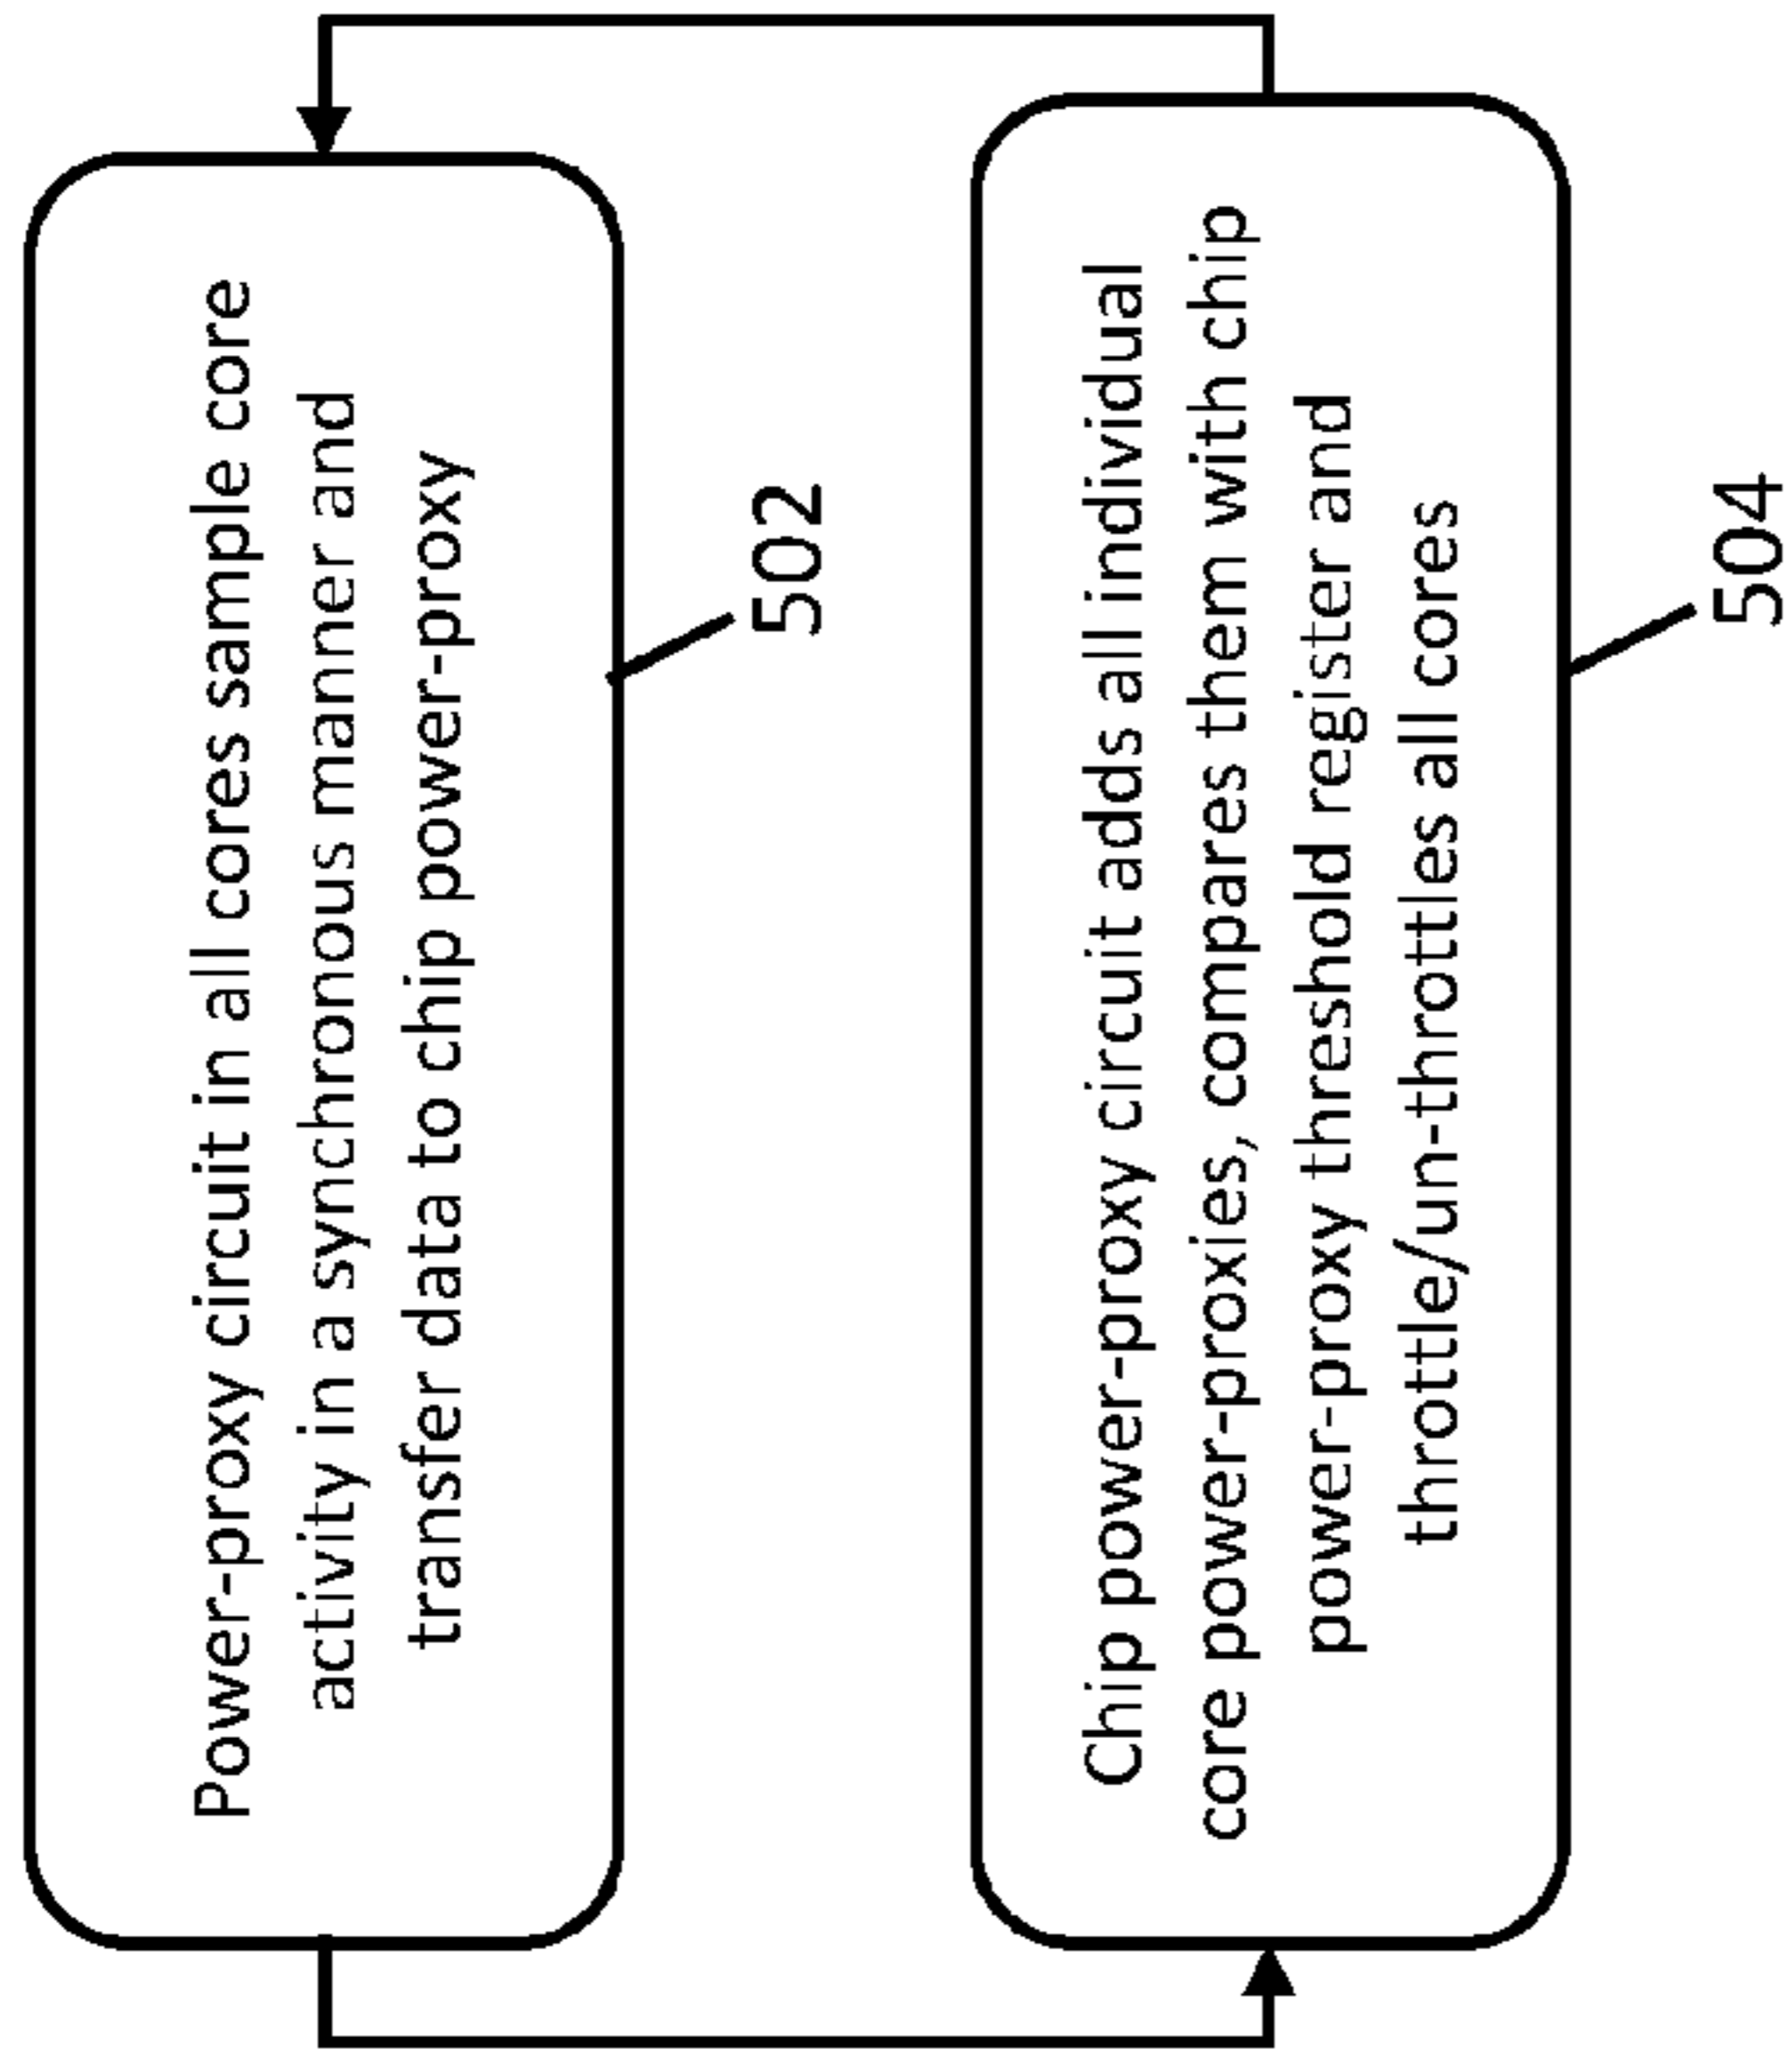 Power-proxy circuit in all cores sample core
activity in a synchronous manner and
transfer data to chip power-proxy
502
Chip power-proxy circuit adds all individual
core power-proxies, compares them with chip
power-proxy threshold register and
throttle/un-throttles all cores
504